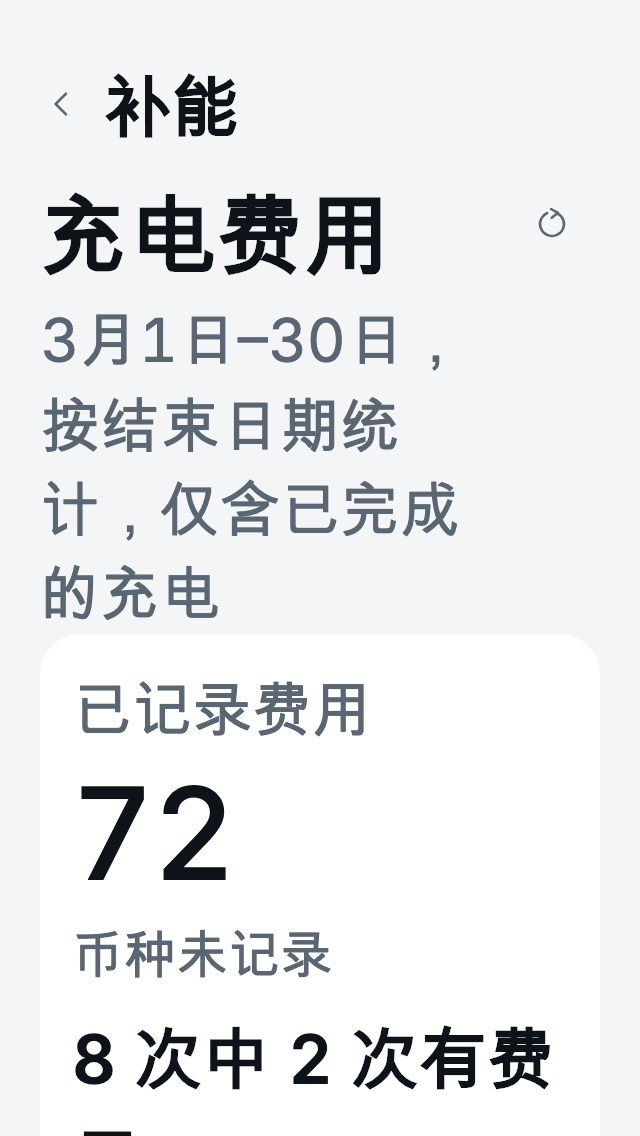 补能
充电费用
3月1日–30日，
按结束日期统
计，仅含已完成
的充电
已记录费用
72
币种未记录
8 次中 2 次有费